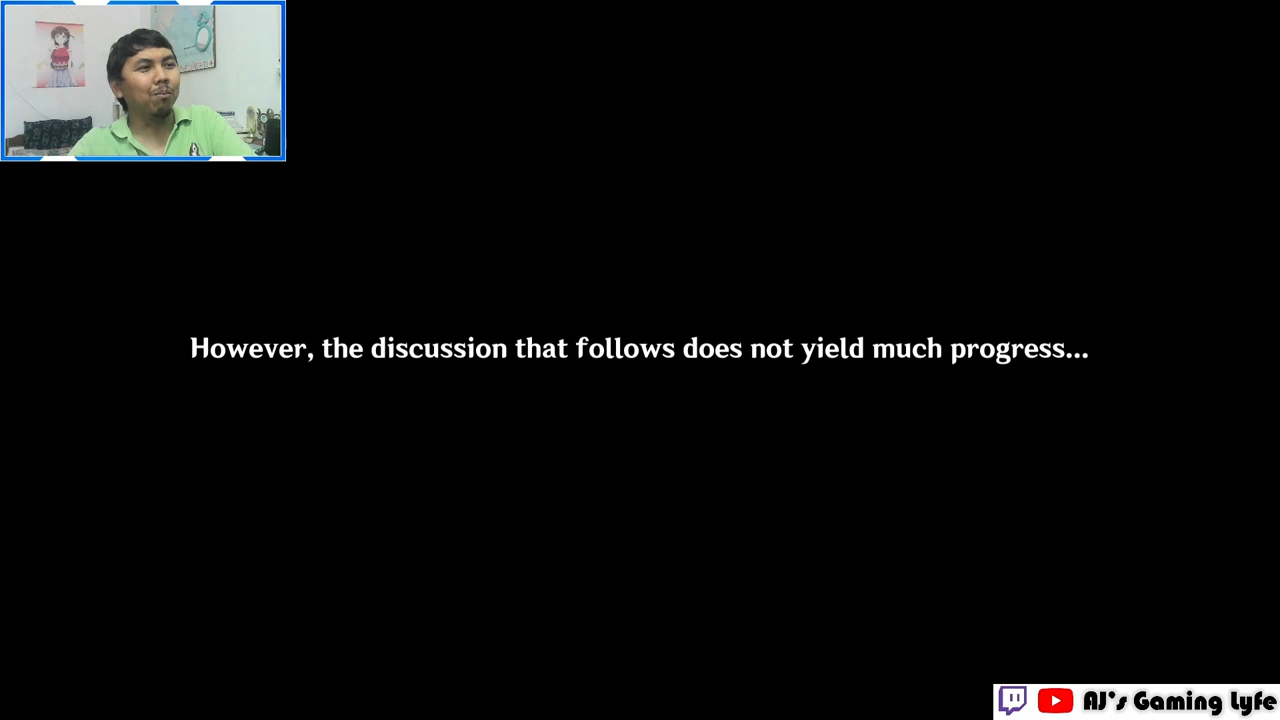 However, the discussion that follows does not yield much progress...
AJ's Gaming Lyfe